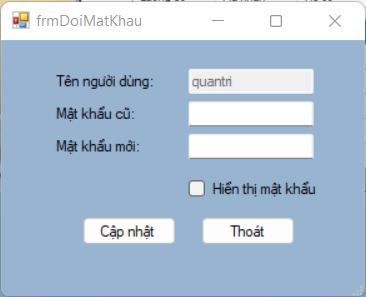 frmDoiMatKhau
Tên người dùng: quantri
Mật khẩu cũ:
Mật khẩu mới:
Hiển thị mật khẩu
Cập nhật Thoát